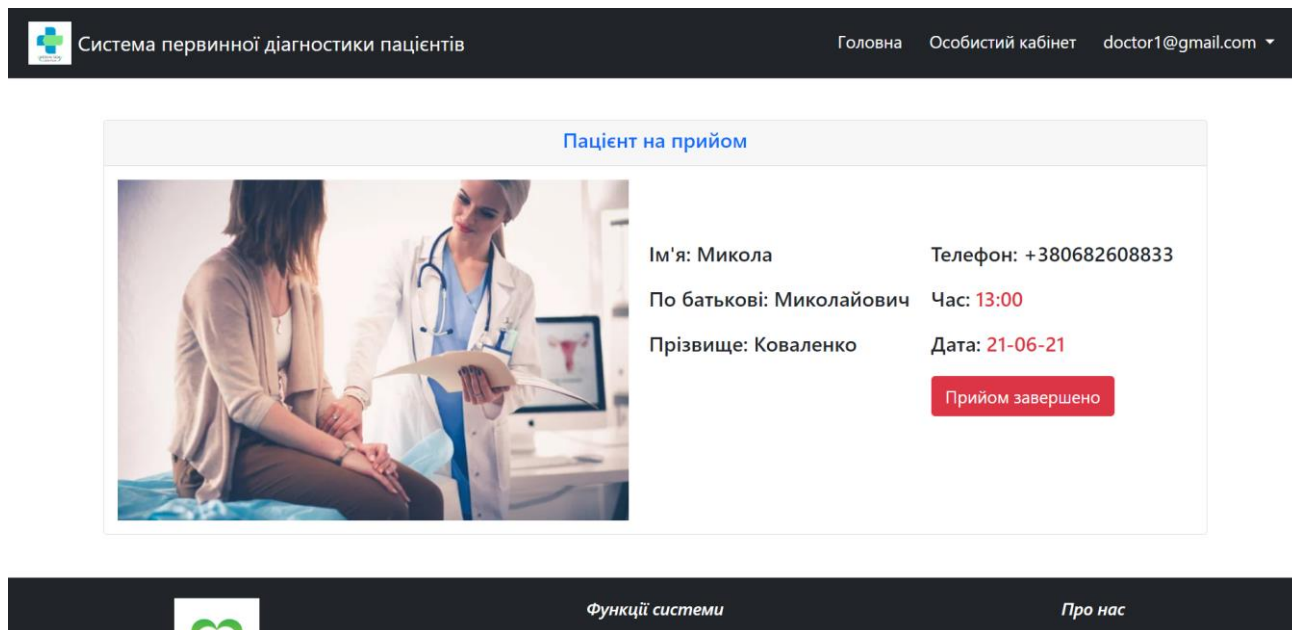 Система первинної діагностики пацієнтів
Головна Особистий кабінет doctor1@gmail.com
Пацієнт на прийом
Ім'я: Микола
По батькові: Миколайович
Прізвище: Коваленко
Телефон: +380682608833
Час: 13:00
Дата: 21-06-21
Прийом завершено
Функції системи
Про нас